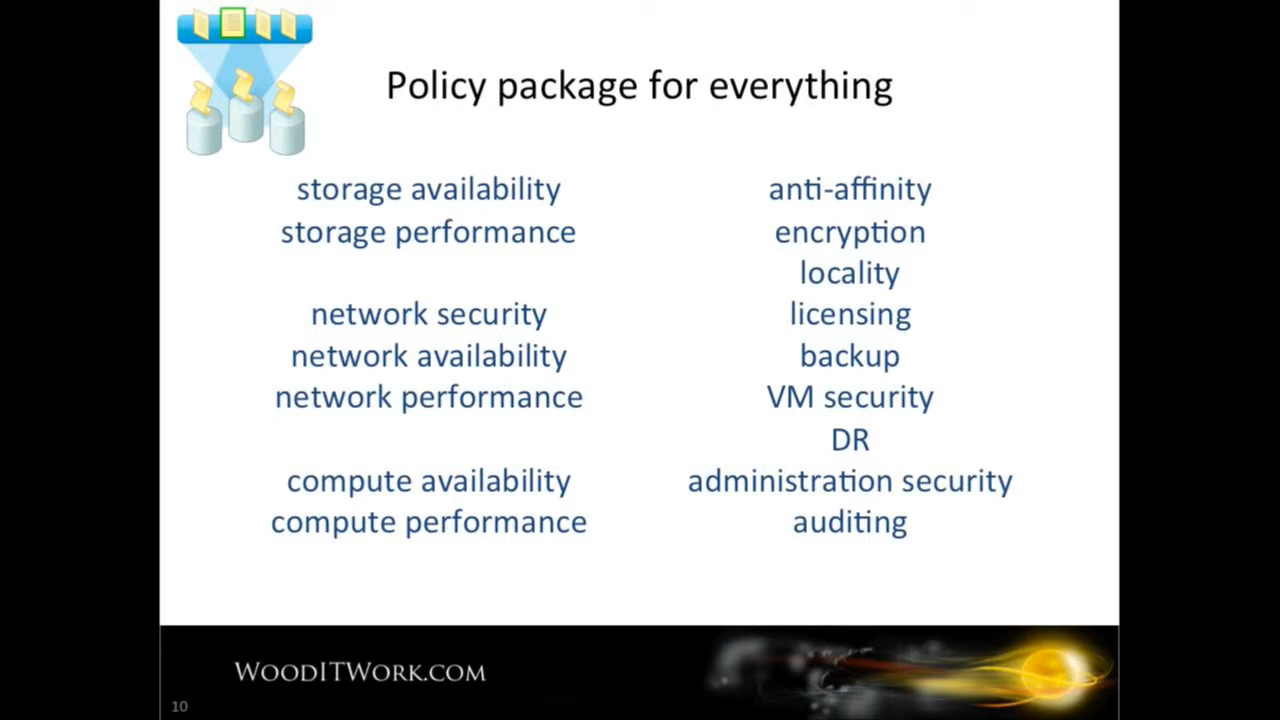 Policy package for everything
storage availability
storage performance
network security
network availability
network performance
compute availability
compute performance
anti-affinity
encryption
locality
licensing
backup
VM security
DR
administration security
auditing
WOODITWORK.COM
10